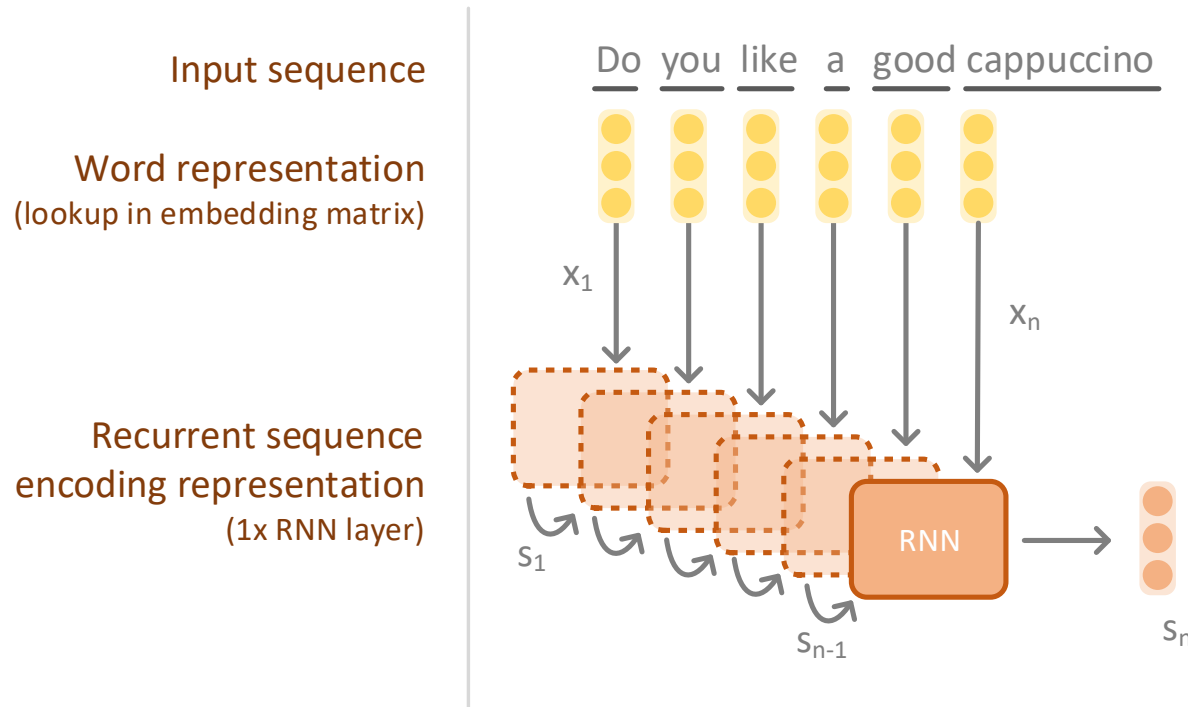 Input sequence
Do you like a good cappuccino
Word representation
(lookup in embedding matrix)
x₁
xₙ
Recurrent sequence
encoding representation
(1x RNN layer)
RNN
s₁
sₙ₋₁
sₙ